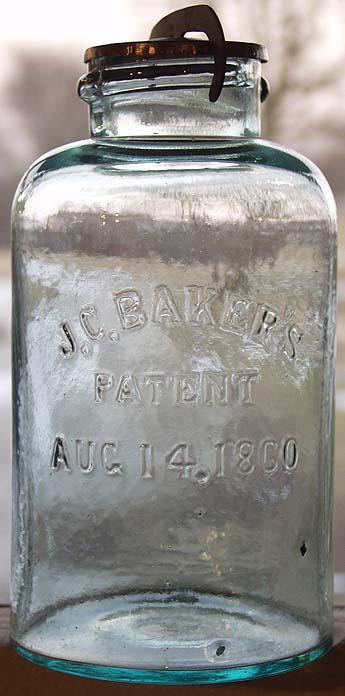 J.C. BAKER'S
PATENT
AUG 14, 1860